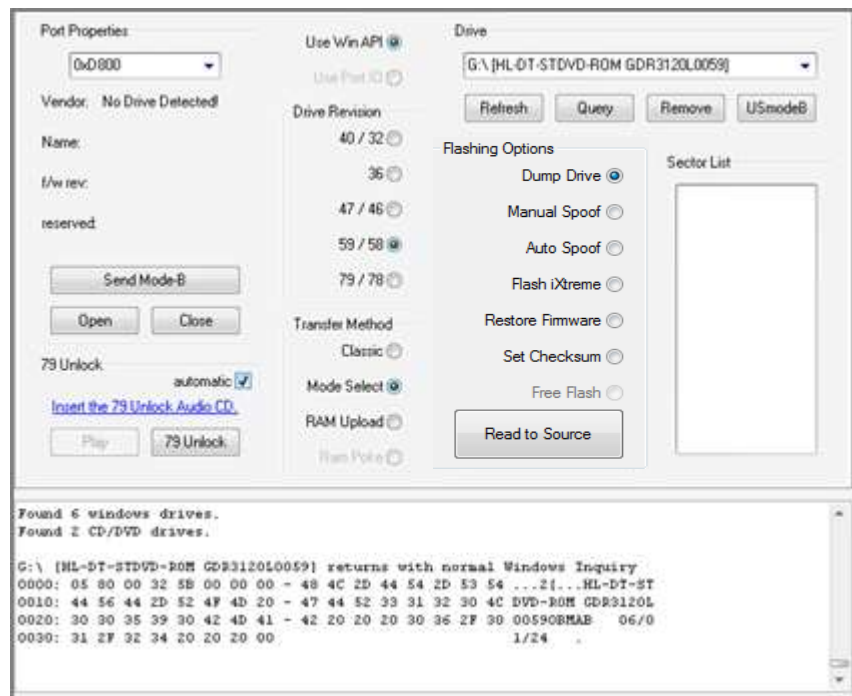 Port Properties
0xD800
Vendor: No Drive Detected!
Name:
f/w rev:
reserved:
Send Mode-B
Open Close
79 Unlock
automatic
Insert the 79 Unlock Audio CD.
Play 79 Unlock
Use Win API
Use Port IO
Drive Revision
40 / 32
36
47 / 46
59 / 58
79 / 78
Transfer Method
Classic
Mode Select
RAM Upload
Ram Poke
Drive
G:\ [HL-DT-STDVD-ROM GDR3120L0059]
Refresh Query Remove USmodeB
Flashing Options
Dump Drive
Manual Spoof
Auto Spoof
Flash iXtreme
Restore Firmware
Set Checksum
Free Flash
Read to Source
Sector List
Found 6 windows drives.
Found 2 CD/DVD drives.
G:\ [HL-DT-STDVD-ROM GDR3120L0059] returns with normal Windows Inquiry
0000: 05 80 00 32 5B 00 00 00 - 48 4C 2D 44 54 2D 53 54 ...2[...HL-DT-ST
0010: 44 56 44 2D 52 4F 4D 20 - 47 44 52 33 31 32 30 4C DVD-ROM GDR3120L
0020: 30 30 35 39 30 42 4D 41 - 42 20 20 20 30 36 2F 30 00590BMAB 06/0
0030: 31 2F 32 34 20 20 20 00 1/24 .